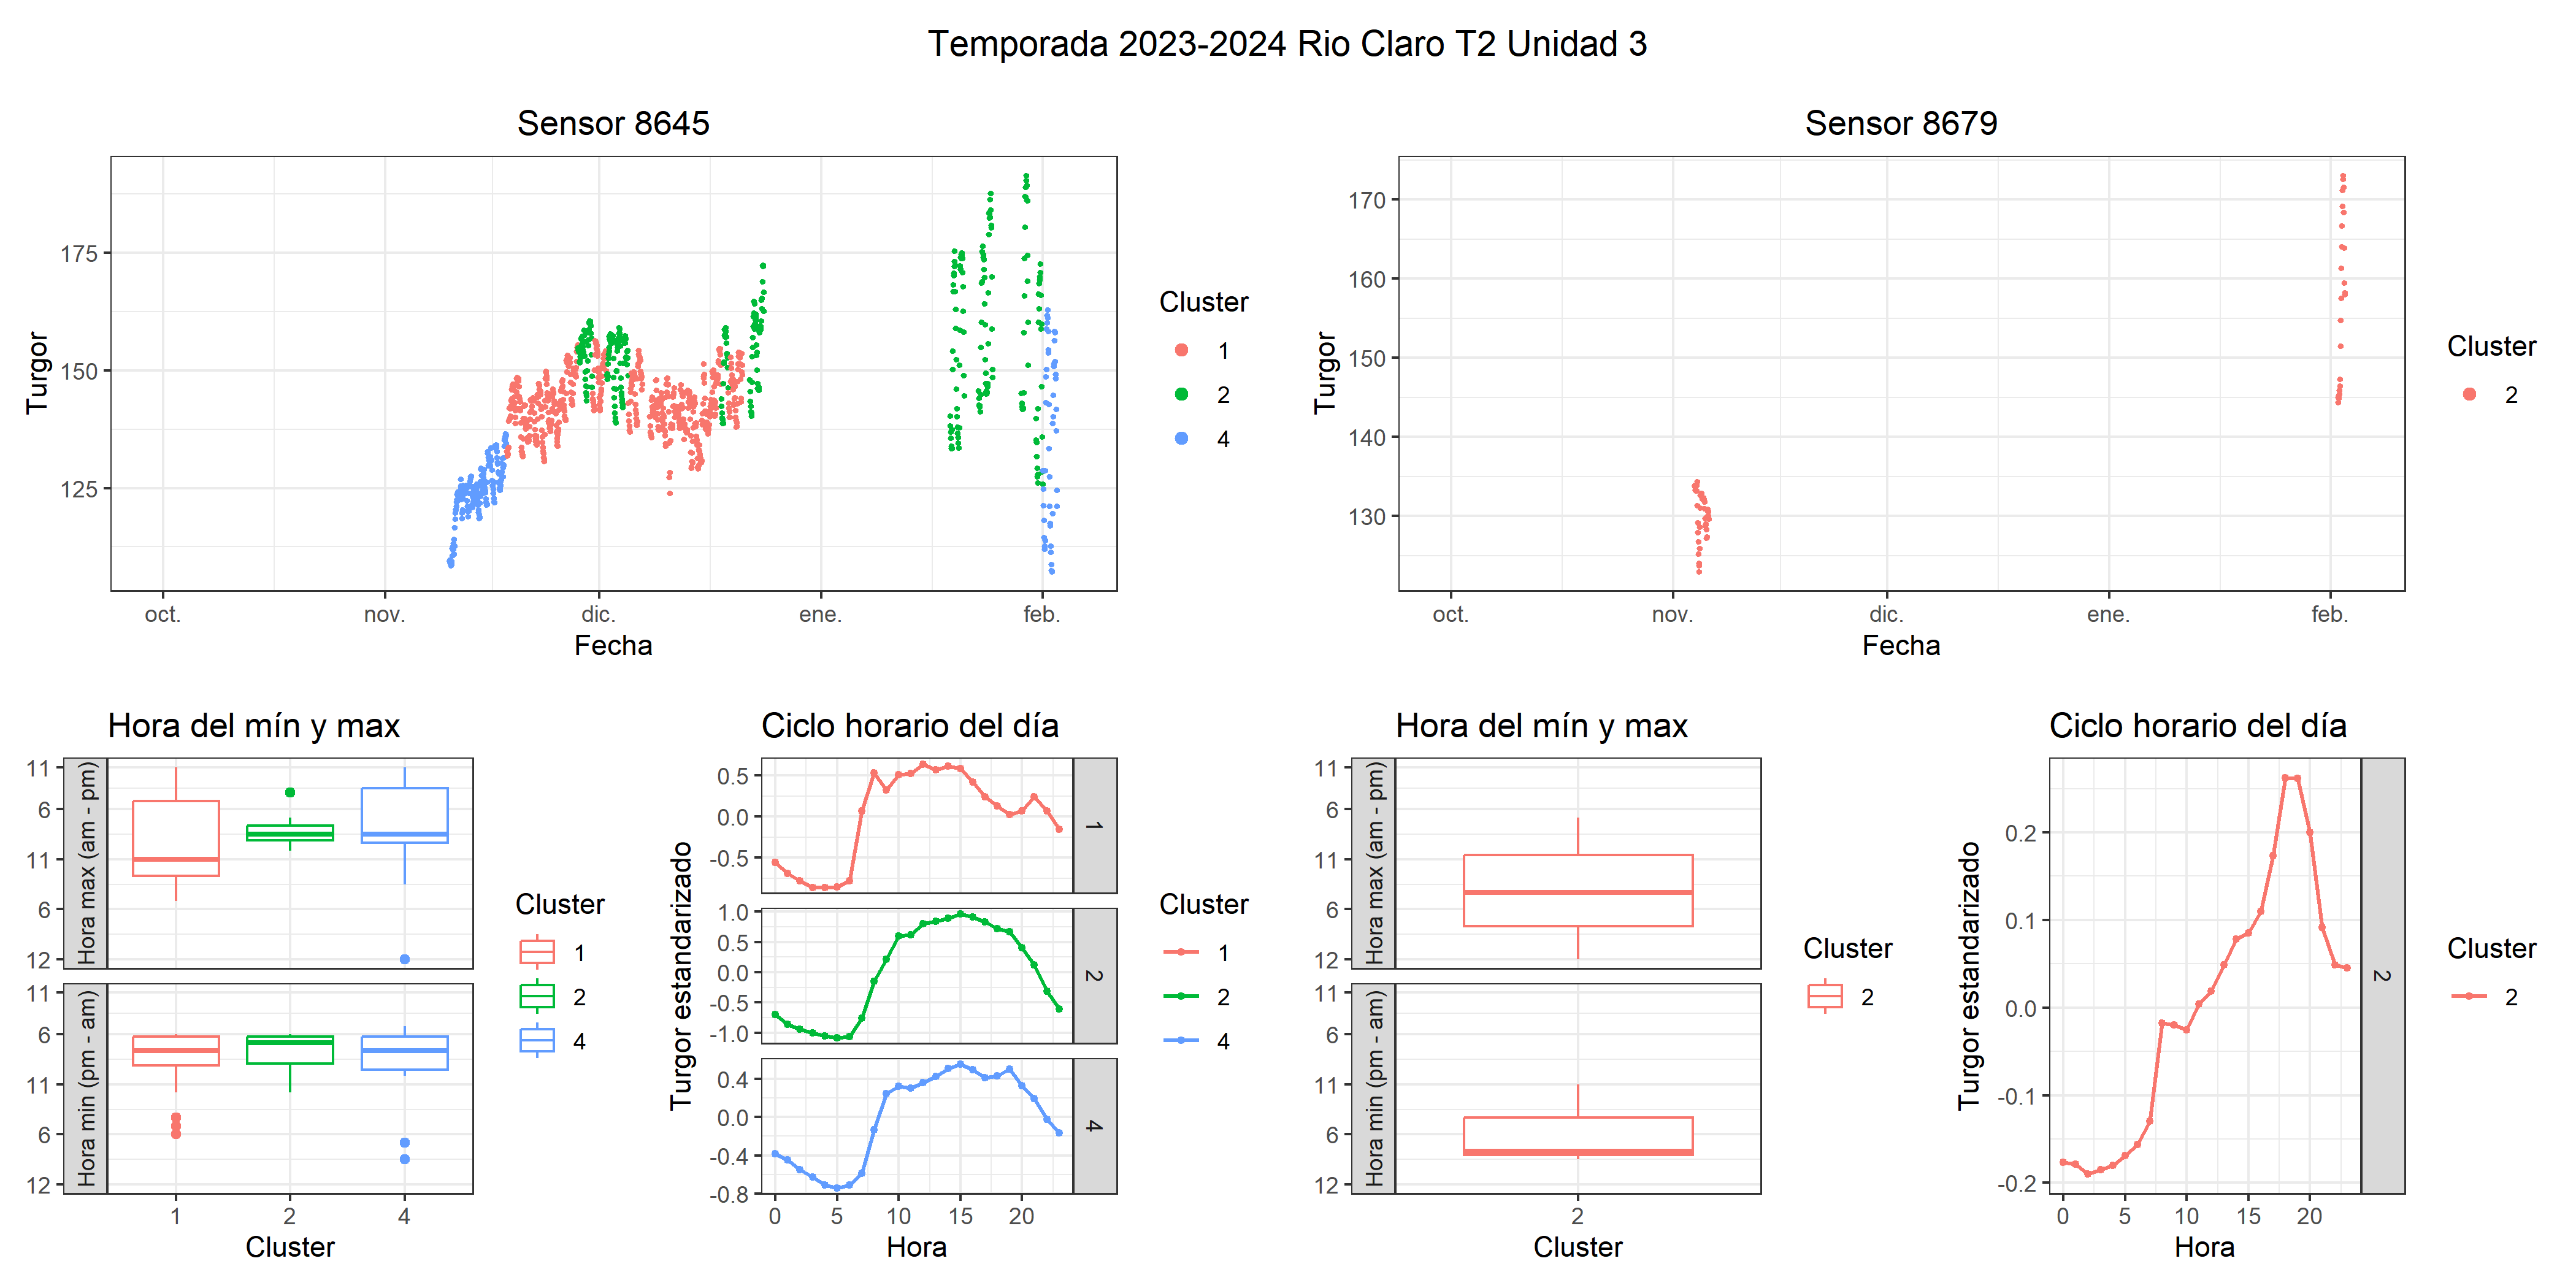 Temporada 2023-2024 Rio Claro T2 Unidad 3
Sensor 8645
Turgor
175
150
125
oct.
nov.
dic.
ene.
feb.
Fecha
Cluster
1
2
4
Sensor 8679
Turgor
170
160
150
140
130
oct.
nov.
dic.
ene.
feb.
Fecha
Cluster
2
Hora del mín y max
Hora max (am - pm)
11
6
11
6
12
Hora min (pm - am)
11
6
11
6
12
1
2
4
Cluster
Cluster
1
2
4
Ciclo horario del día
Turgor estandarizado
0.5
0.0
-0.5
1
1.0
0.5
0.0
-0.5
-1.0
2
0.4
0.0
-0.4
-0.8
4
0
5
10
15
20
Hora
Cluster
1
2
4
Hora del mín y max
Hora max (am - pm)
11
6
11
6
12
Hora min (pm - am)
11
6
11
6
12
2
Cluster
Cluster
2
Ciclo horario del día
Turgor estandarizado
0.2
0.1
0.0
-0.1
-0.2
2
0
5
10
15
20
Hora
Cluster
2